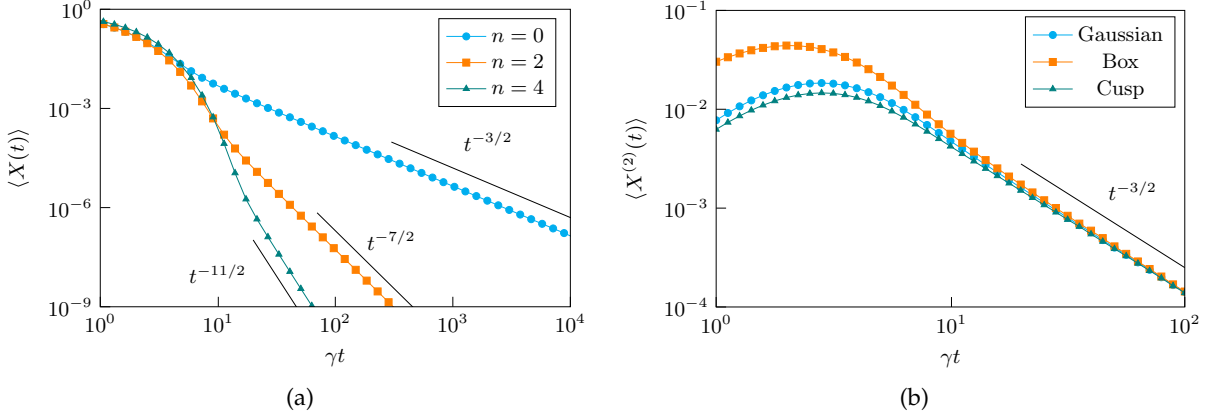 10^0
10^{-3}
10^{-6}
10^{-9}
⟨X(t)⟩
n = 0
n = 2
n = 4
t^{-3/2}
t^{-7/2}
t^{-11/2}
10^0 10^1 10^2 10^3 10^4
γt
(a)
10^{-1}
10^{-2}
10^{-3}
10^{-4}
⟨X^{(2)}(t)⟩
Gaussian
Box
Cusp
t^{-3/2}
10^0 10^1 10^2
γt
(b)